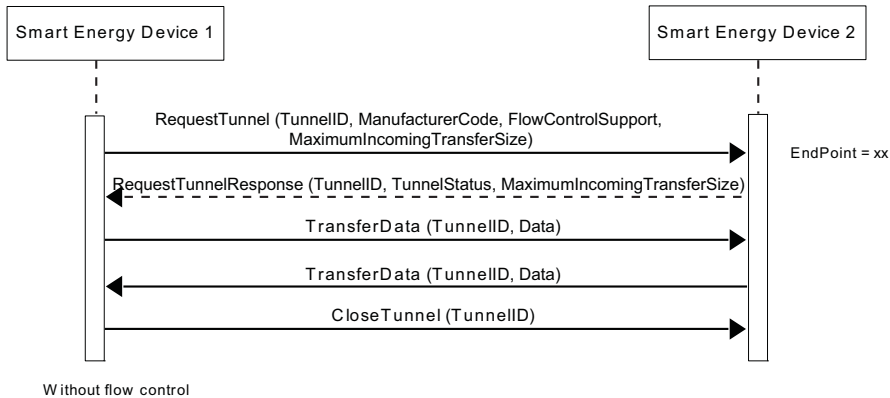 Smart Energy Device 1
Smart Energy Device 2
RequestTunnel (TunnelID, ManufacturerCode, FlowControlSupport,
MaximumIncomingTransferSize)
EndPoint = xx
RequestTunnelResponse (TunnelID, TunnelStatus, MaximumIncomingTransferSize)
TransferData (TunnelID, Data)
TransferData (TunnelID, Data)
CloseTunnel (TunnelID)
Without flow control